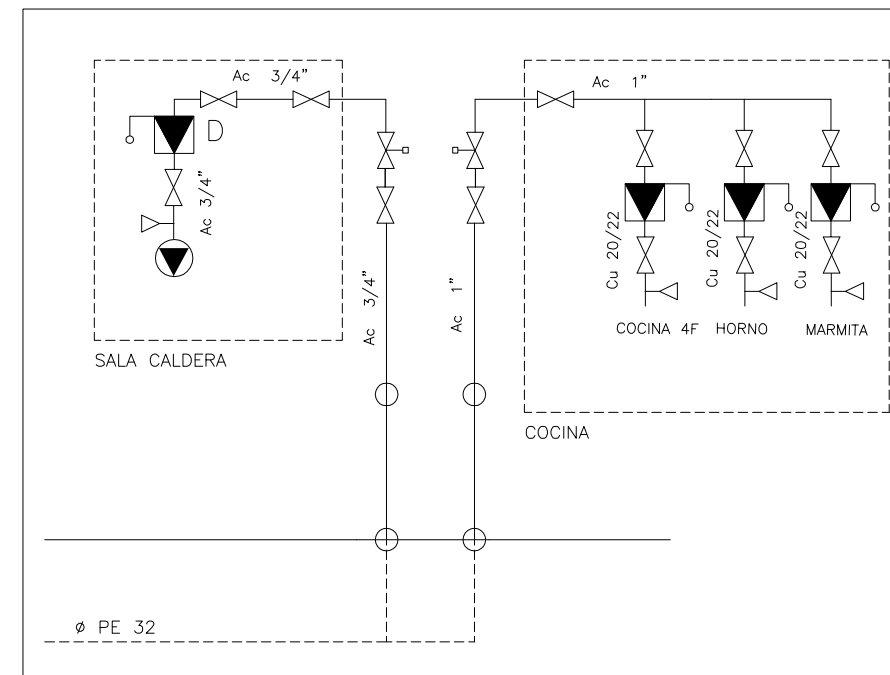 Ac 3/4"
D
Ac 3/4"
SALA CALDERA
Ac 3/4"
Ac 1"
Ac 1"
Cu 20/22
Cu 20/22
Cu 20/22
COCINA 4F
HORNO
MARMITA
COCINA
ø PE 32